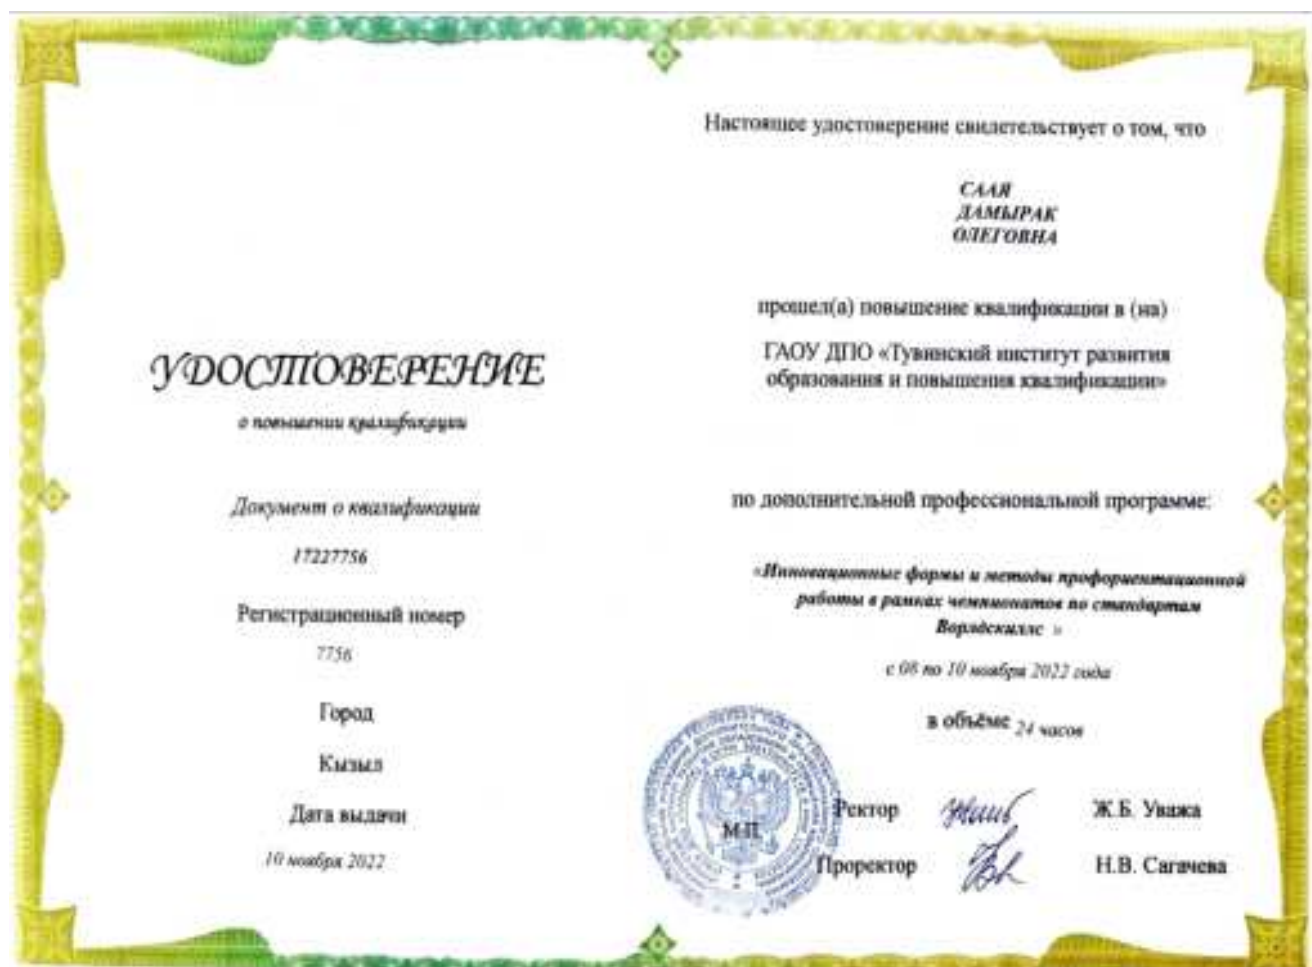 УДОСТОВЕРЕНИЕ
о повышении квалификации
Документ о квалификации
17227756
Регистрационный номер
7756
Город
Кызыл
Дата выдачи
10 ноября 2022
Настоящее удостоверение свидетельствует о том, что
СААЯ
ДАМЫРАК
ОЛЕГОВНА
прошел(а) повышение квалификации в (на)
ГАОУ ДПО «Тувинский институт развития
образования и повышения квалификации»
по дополнительной профессиональной программе:
«Инновационные формы и методы профориентационной
работы в рамках чемпионатов по стандартам
Ворлдскиллс »
с 08 по 10 ноября 2022 года
в объёме 24 часов
М.П.
Ректор Ж.Б. Уважа
Проректор Н.В. Сагачева